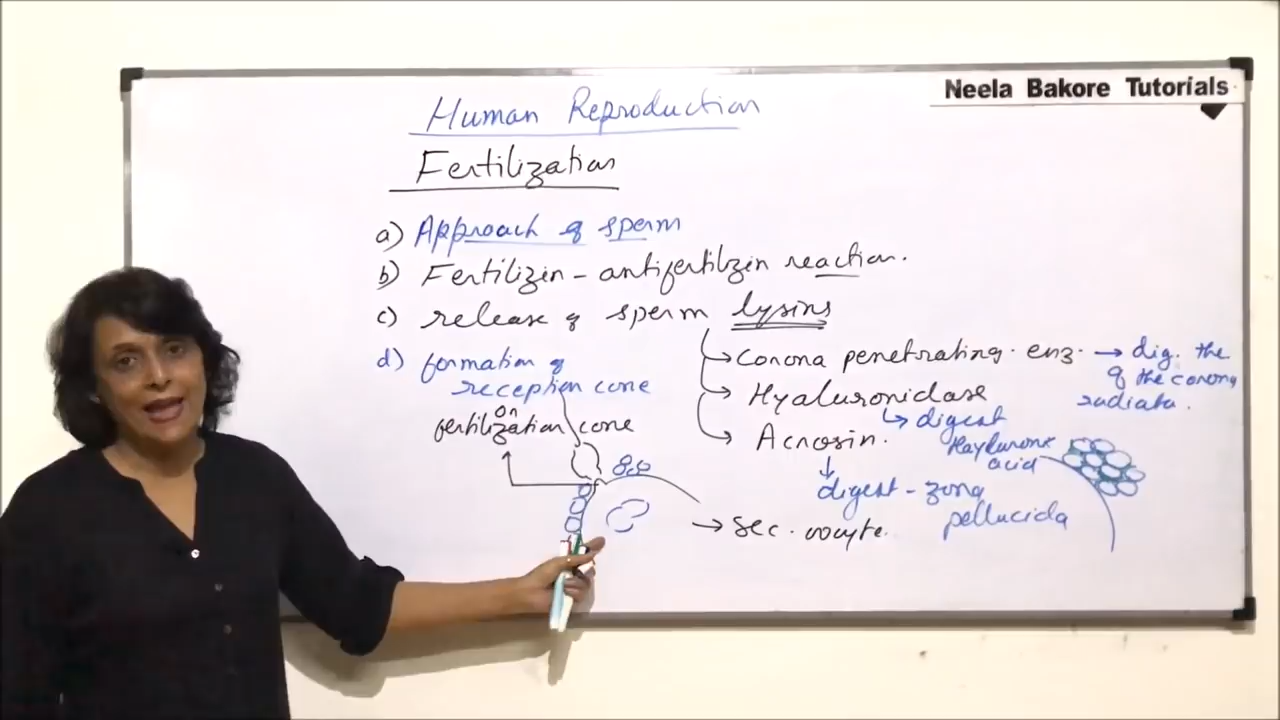 Neela Bakore Tutorials
Human Reproduction
Fertilization
a) Approach of sperm
b) Fertilizin - antifertilizin reaction.
c) release of sperm lysins
d) formation of
reception cone
or
fertilization cone
Corona penetrating. enz. → dig. the
of the corona
radiata.
Hyaluronidase
digest
Haylurone
acid
Acrosin.
digest - zona
pellucida
→ sec. oocyte.